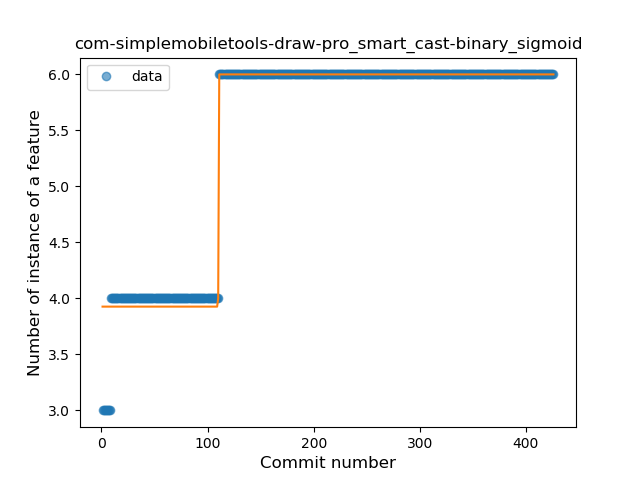 com-simplemobiletools-draw-pro_smart_cast-binary_sigmoid
data
Number of instance of a feature
6.0
5.5
5.0
4.5
4.0
3.5
3.0
0 100 200 300 400
Commit number